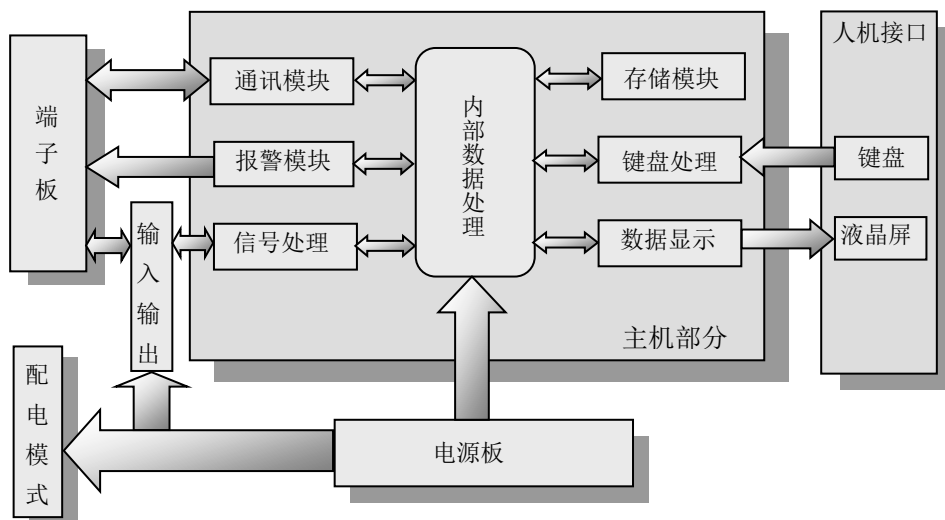 人机接口
通讯模块
存储模块
端子板
内部数据处理
报警模块
键盘处理
键盘
输入输出
信号处理
数据显示
液晶屏
主机部分
配电模式
电源板